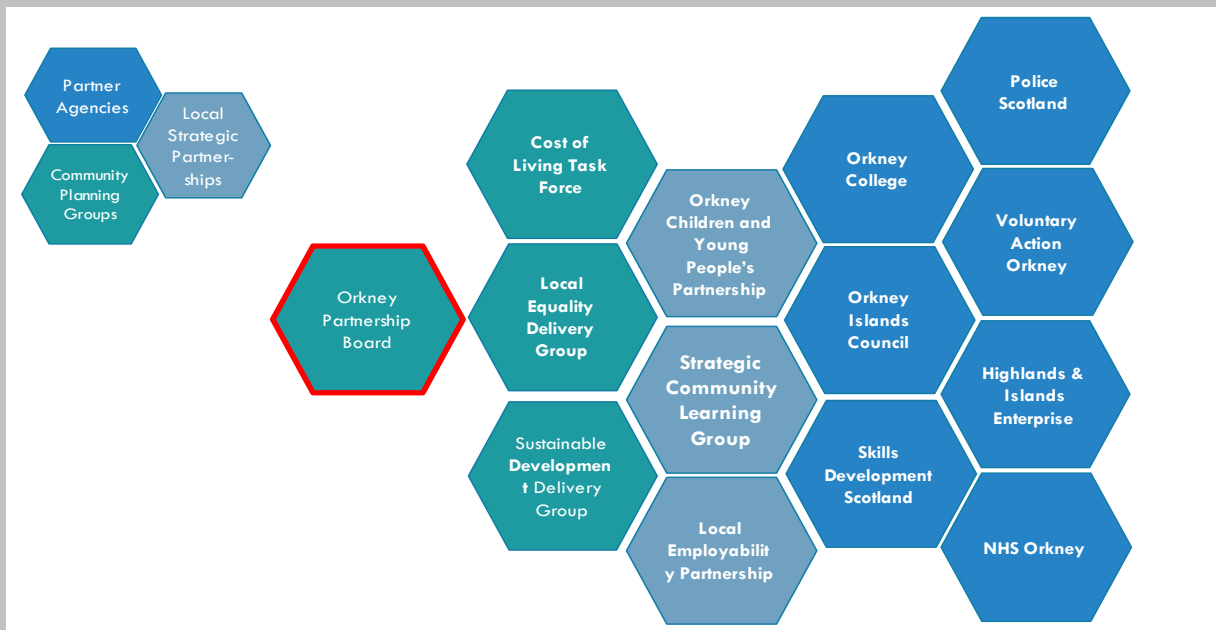 Partner
Agencies
Local
Strategic
Partner-
ships
Community
Planning
Groups
Orkney
Partnership
Board
Cost of
Living Task
Force
Local
Equality
Delivery
Group
Sustainable
Developmen
t Delivery
Group
Orkney
Children and
Young
People’s
Partnership
Strategic
Community
Learning
Group
Local
Employabilit
y Partnership
Orkney
College
Orkney
Islands
Council
Skills
Development
Scotland
Police
Scotland
Voluntary
Action
Orkney
Highlands &
Islands
Enterprise
NHS Orkney